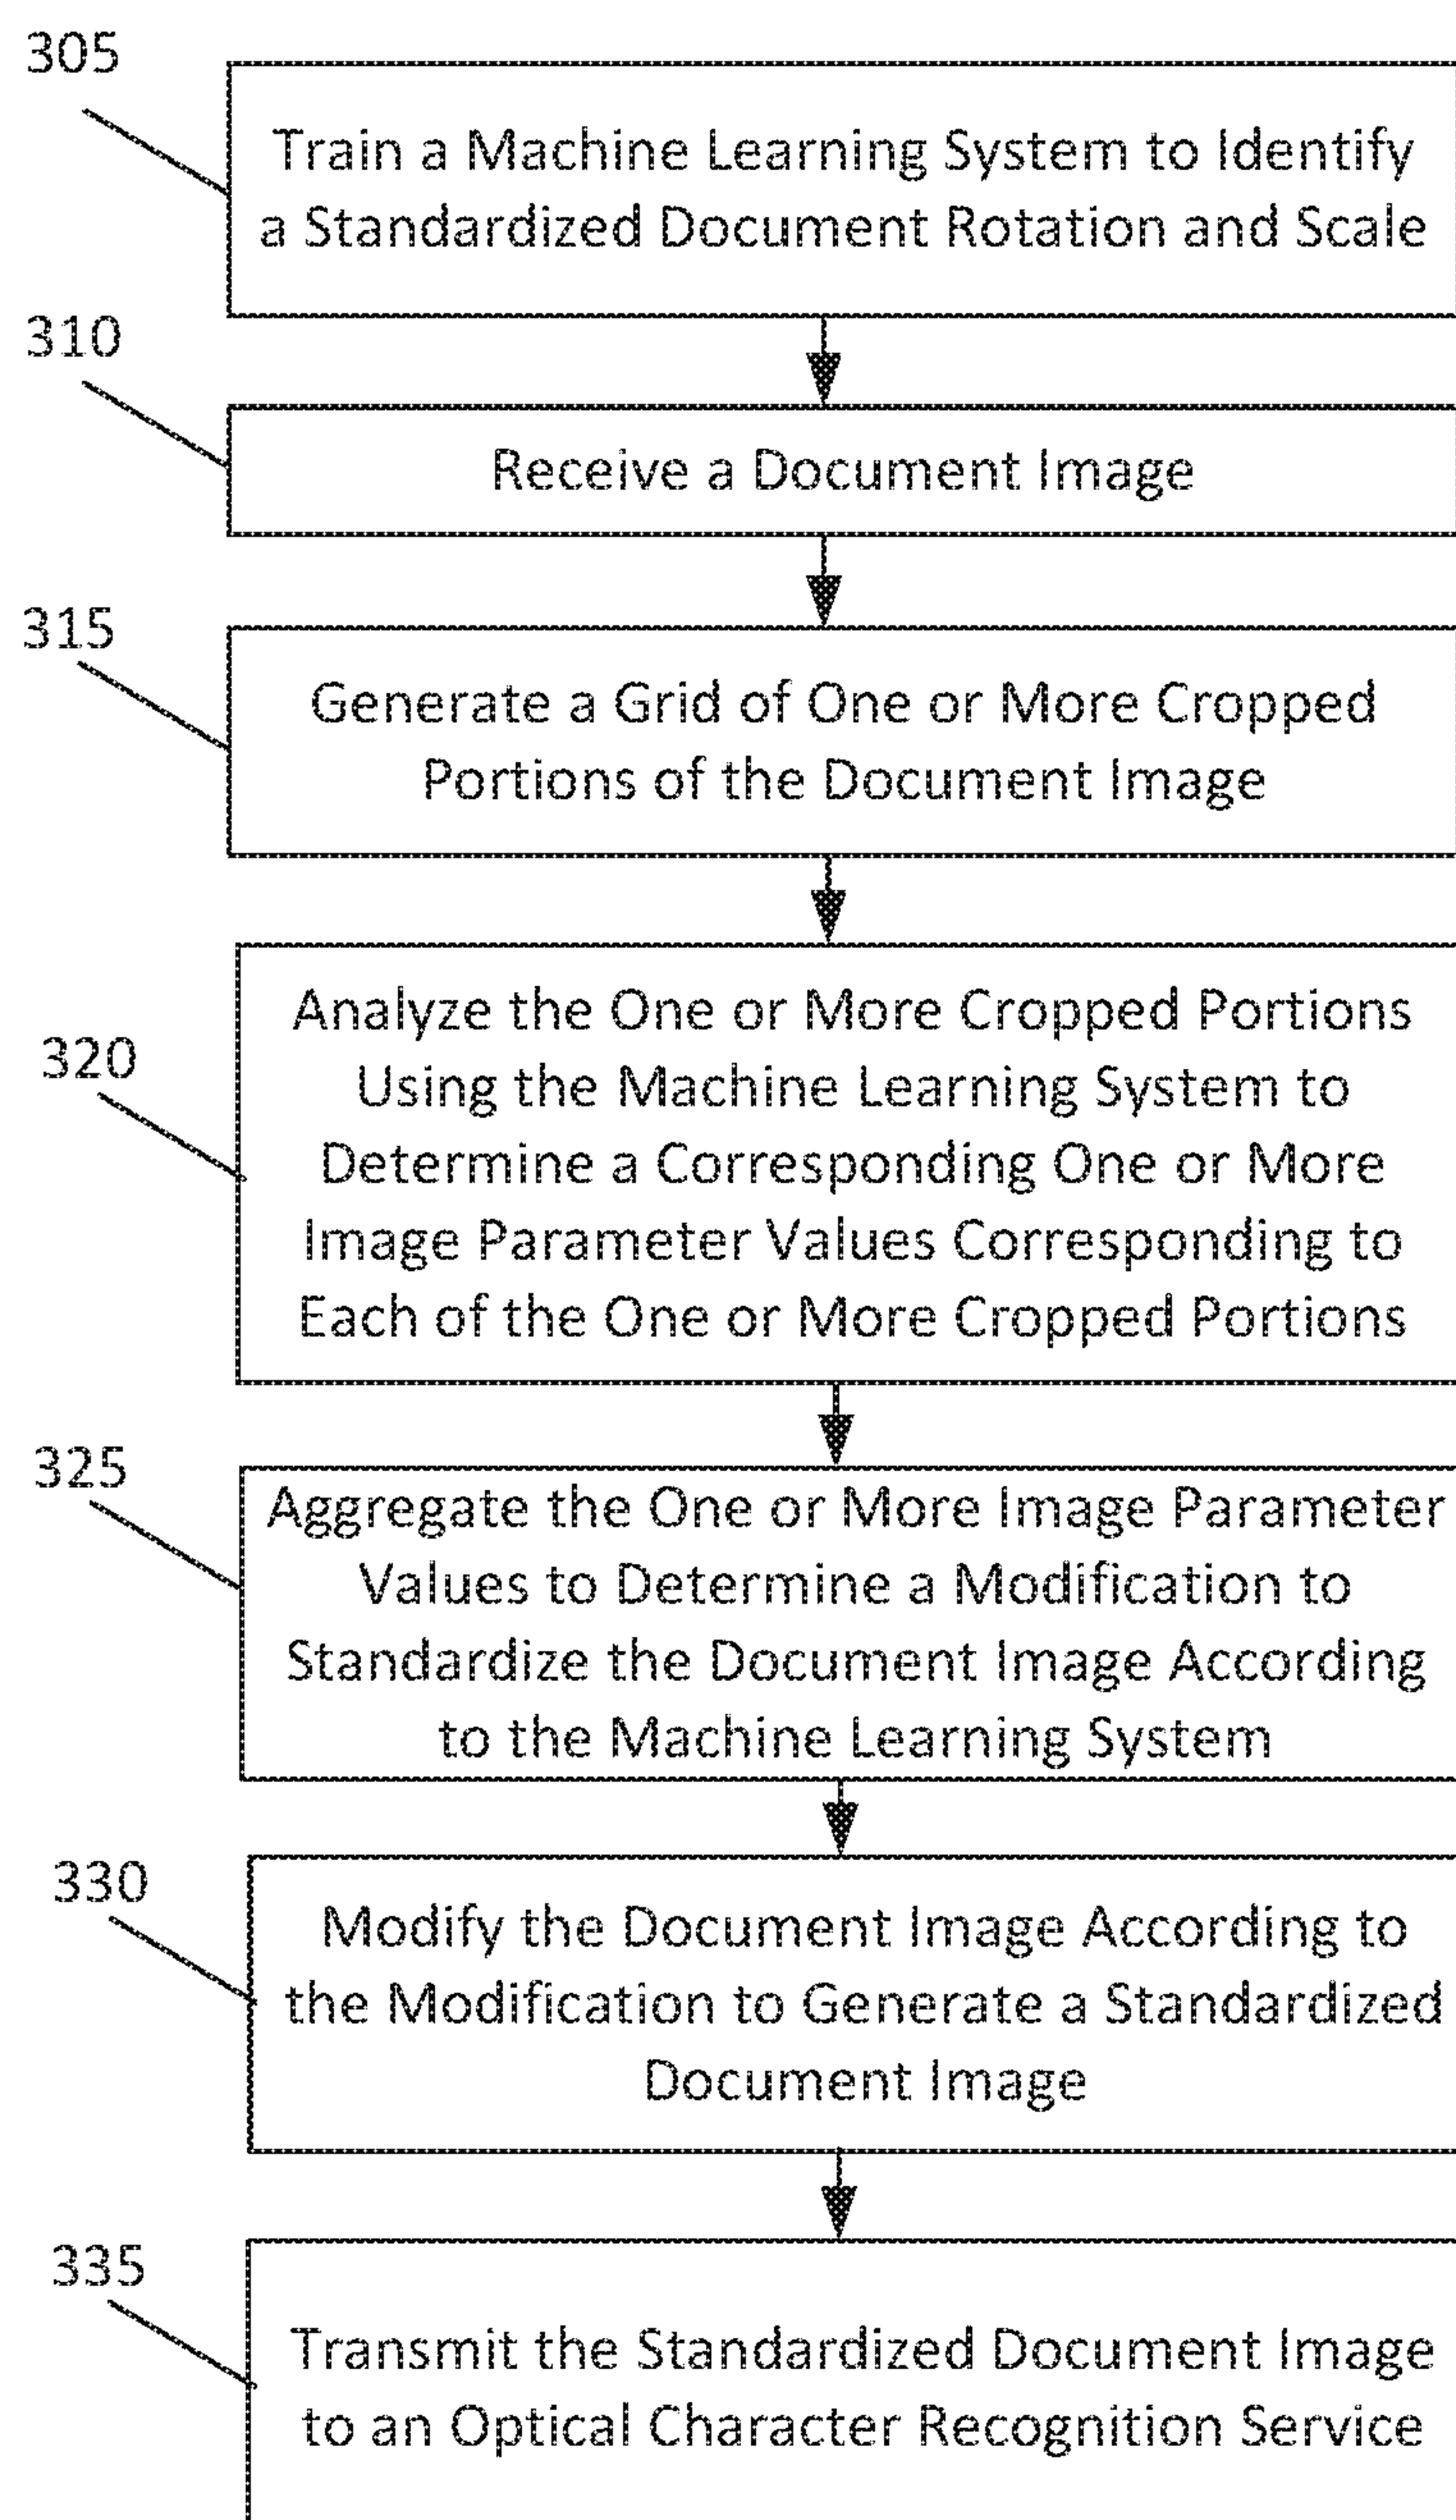 305
Train a Machine Learning System to Identify
a Standardized Document Rotation and Scale
310
Receive a Document Image
315
Generate a Grid of One or More Cropped
Portions of the Document Image
320
Analyze the One or More Cropped Portions
Using the Machine Learning System to
Determine a Corresponding One or More
Image Parameter Values Corresponding to
Each of the One or More Cropped Portions
325
Aggregate the One or More Image Parameter
Values to Determine a Modification to
Standardize the Document Image According
to the Machine Learning System
330
Modify the Document Image According to
the Modification to Generate a Standardized
Document Image
335
Transmit the Standardized Document Image
to an Optical Character Recognition Service